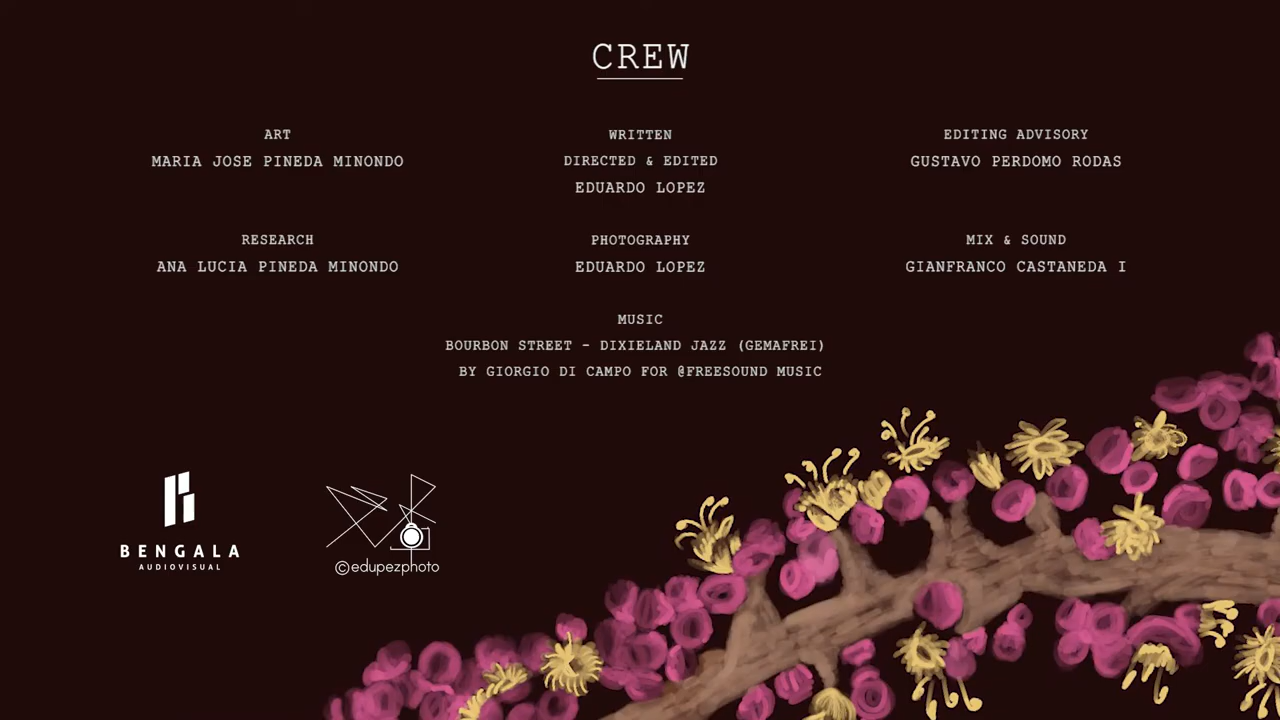 CREW
ART
MARIA JOSE PINEDA MINONDO
WRITTEN
DIRECTED & EDITED
EDUARDO LOPEZ
EDITING ADVISORY
GUSTAVO PERDOMO RODAS
RESEARCH
ANA LUCIA PINEDA MINONDO
PHOTOGRAPHY
EDUARDO LOPEZ
MIX & SOUND
GIANFRANCO CASTANEDA I
MUSIC
BOURBON STREET - DIXIELAND JAZZ (GEMAFREI)
BY GIORGIO DI CAMPO FOR @FREESOUND MUSIC
BENGALA
AUDIOVISUAL
©edupezphoto